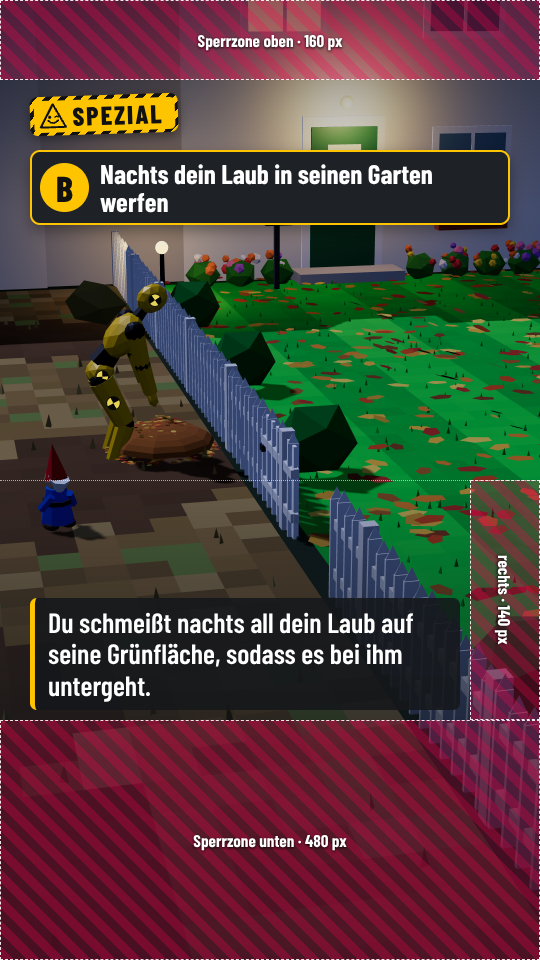 Sperrzone oben · 160 px
SPEZIAL
B
Nachts dein Laub in seinen Garten
werfen
rechts · 140 px
Du schmeißt nachts all dein Laub auf
seine Grünfläche, sodass es bei ihm
untergeht.
Sperrzone unten · 480 px